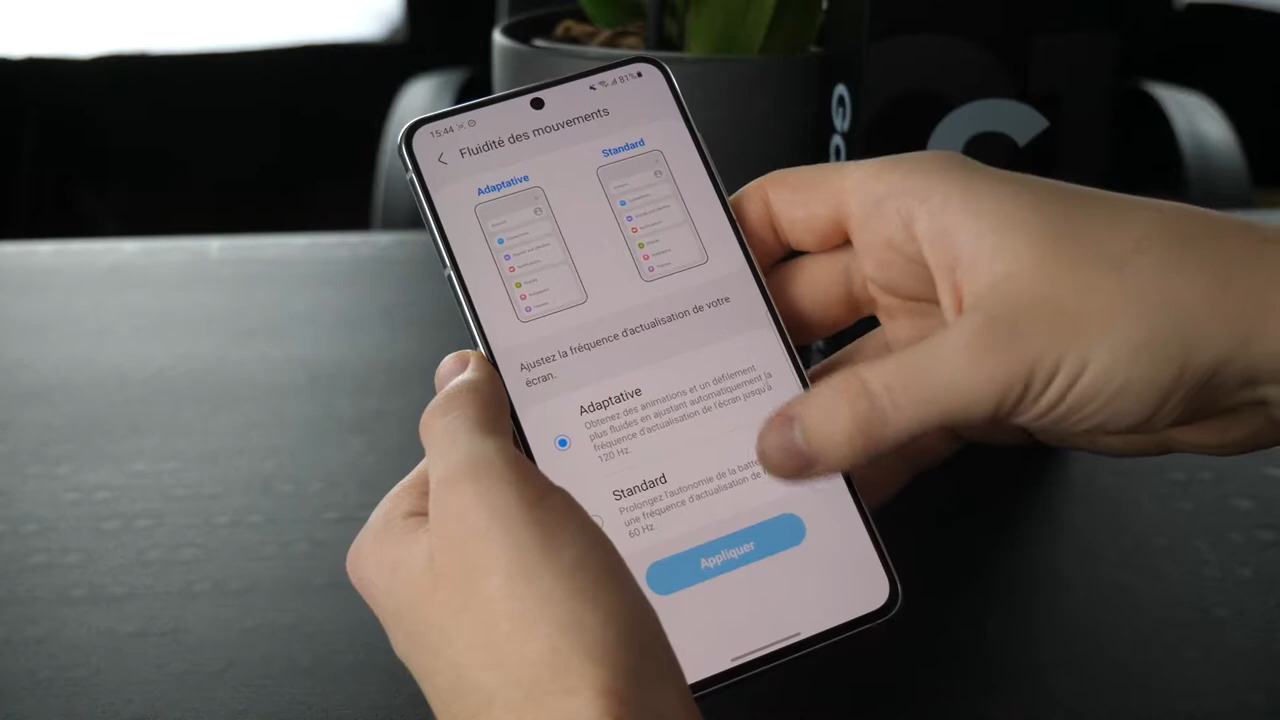 15:44
81%
Fluidité des mouvements
Adaptative
Standard
Ajustez la fréquence d'actualisation de votre
écran.
Adaptative
Obtenez des animations et un défilement
plus fluides en ajustant automatiquement la
fréquence d'actualisation de l'écran jusqu'à
120 Hz.
Standard
Prolongez l'autonomie de la
une fréquence d'actualisation de
60 Hz.
Appliquer